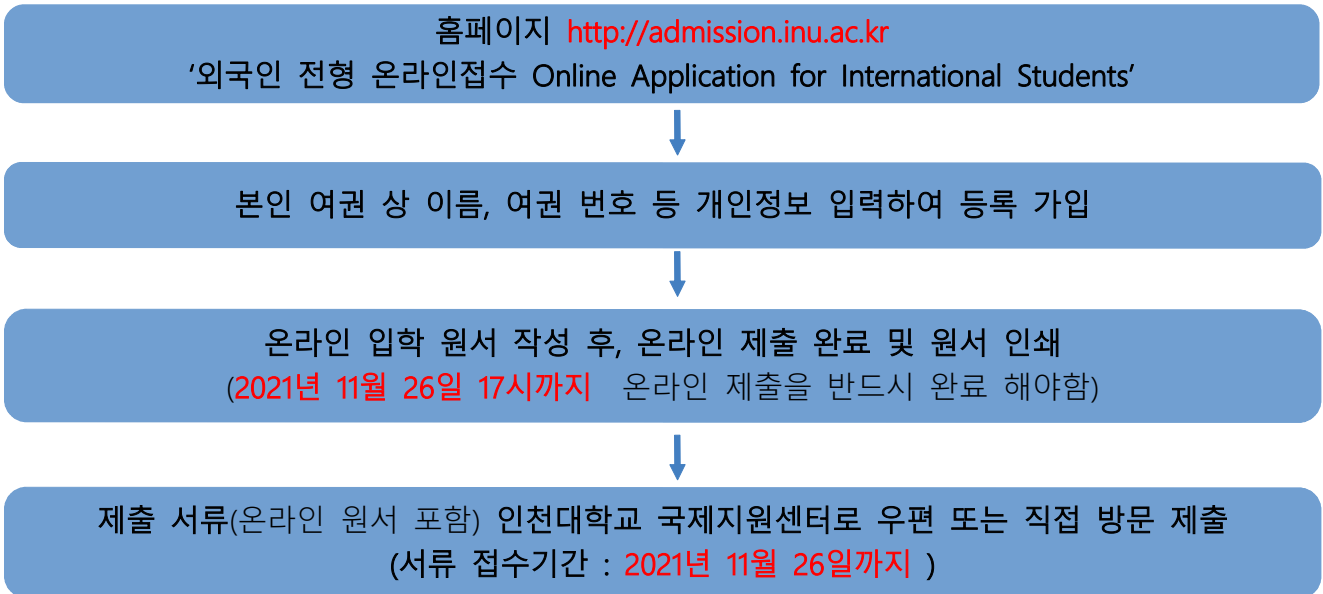 홈페이지 http://admission.inu.ac.kr
‘외국인 전형 온라인접수 Online Application for International Students’
본인 여권 상 이름, 여권 번호 등 개인정보 입력하여 등록 가입
온라인 입학 원서 작성 후, 온라인 제출 완료 및 원서 인쇄
(2021년 11월 26일 17시까지 온라인 제출을 반드시 완료 해야함)
제출 서류(온라인 원서 포함) 인천대학교 국제지원센터로 우편 또는 직접 방문 제출
(서류 접수기간 : 2021년 11월 26일까지 )